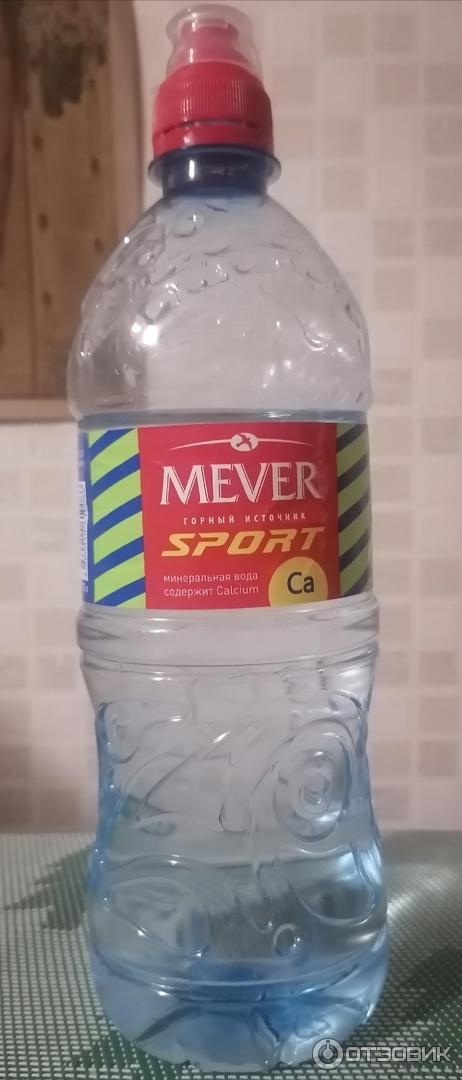 MEVER
ГОРНЫЙ ИСТОЧНИК
SPORT
минеральная вода
содержит Calcium
Ca
ОТЗОВИК